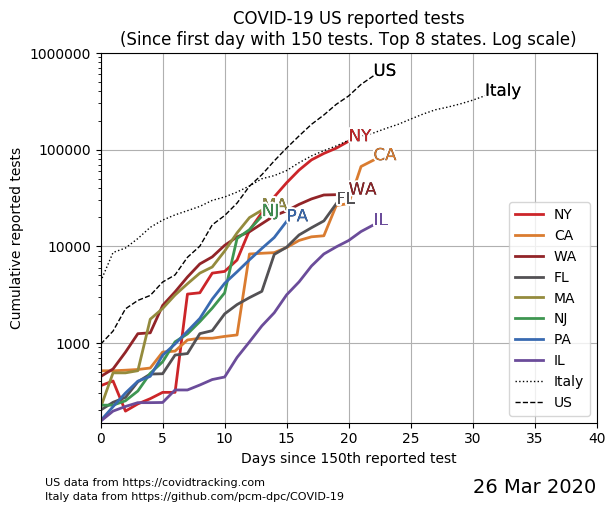 COVID-19 US reported tests
(Since first day with 150 tests. Top 8 states. Log scale)
1000000
100000
10000
1000
Cumulative reported tests
US
Italy
NY
CA
WA
FL
MA
NJ
PA
IL
NY
CA
WA
FL
MA
NJ
PA
IL
Italy
US
0 5 10 15 20 25 30 35 40
Days since 150th reported test
US data from https://covidtracking.com
Italy data from https://github.com/pcm-dpc/COVID-19
26 Mar 2020